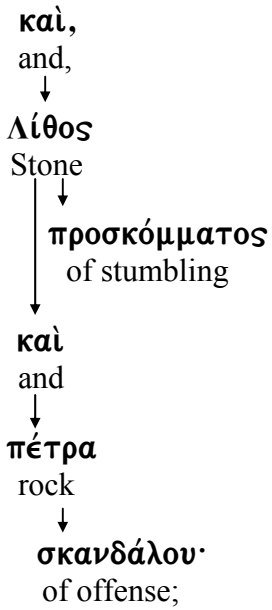 καὶ,
and,
Λίθος
Stone
προσκόμματος
of stumbling
καὶ
and
πέτρα
rock
σκανδάλου·
of offense;